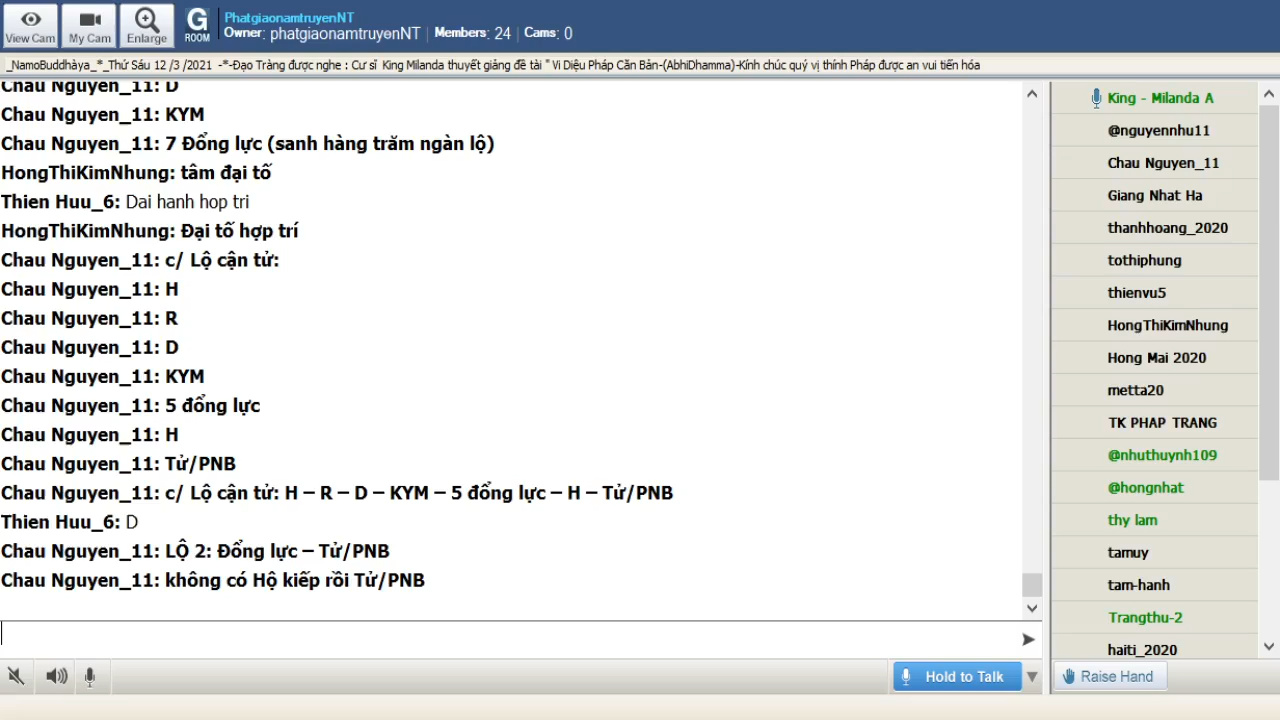 View Cam
My Cam
Enlarge
G
ROOM
PhatgiaonamtruyenNT
Owner: phatgiaonamtruyenNT | Members: 24 | Cams: 0
_NamoBuddhàya_*_Thứ Sáu 12 /3 /2021 -*-Đạo Tràng được nghe : Cư sĩ King Milanda thuyết giảng đề tài " Vi Diệu Pháp Căn Bản-(AbhiDhamma)-Kính chúc quý vị thính Pháp được an vui tiến hóa
Chau Nguyen_11: D
Chau Nguyen_11: KYM
Chau Nguyen_11: 7 Đổng lực (sanh hàng trăm ngàn lộ)
HongThiKimNhung: tâm đại tố
Thien Huu_6: Dai hanh hop tri
HongThiKimNhung: Đại tố hợp trí
Chau Nguyen_11: c/ Lộ cận tử:
Chau Nguyen_11: H
Chau Nguyen_11: R
Chau Nguyen_11: D
Chau Nguyen_11: KYM
Chau Nguyen_11: 5 đổng lực
Chau Nguyen_11: H
Chau Nguyen_11: Tử/PNB
Chau Nguyen_11: c/ Lộ cận tử: H – R – D – KYM – 5 đổng lực – H – Tử/PNB
Thien Huu_6: D
Chau Nguyen_11: LỘ 2: Đổng lực – Tử/PNB
Chau Nguyen_11: không có Hộ kiếp rồi Tử/PNB
King - Milanda A
@nguyennhu11
Chau Nguyen_11
Giang Nhat Ha
thanhhoang_2020
tothiphung
thienvu5
HongThiKimNhung
Hong Mai 2020
metta20
TK PHAP TRANG
@nhuthuynh109
@hongnhat
thy lam
tamuy
tam-hanh
Trangthu-2
haiti_2020
Hold to Talk
Raise Hand